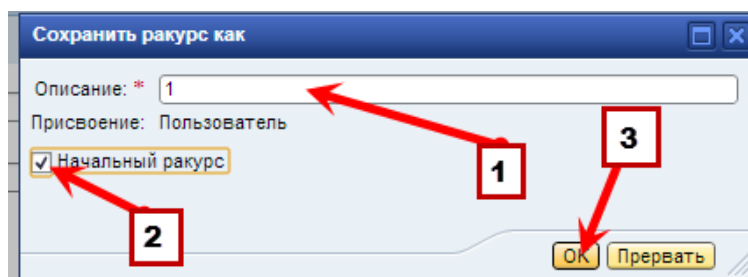 Сохранить ракурс как
Описание: * 1
Присвоение: Пользователь
Начальный ракурс
1
3
2
OK Прервать